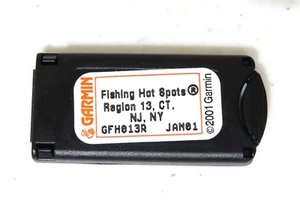 GARMIN
Fishing Hot Spots®
Region 13, CT.
NJ, NY
GFH013R JAN01
©2001 Garmin